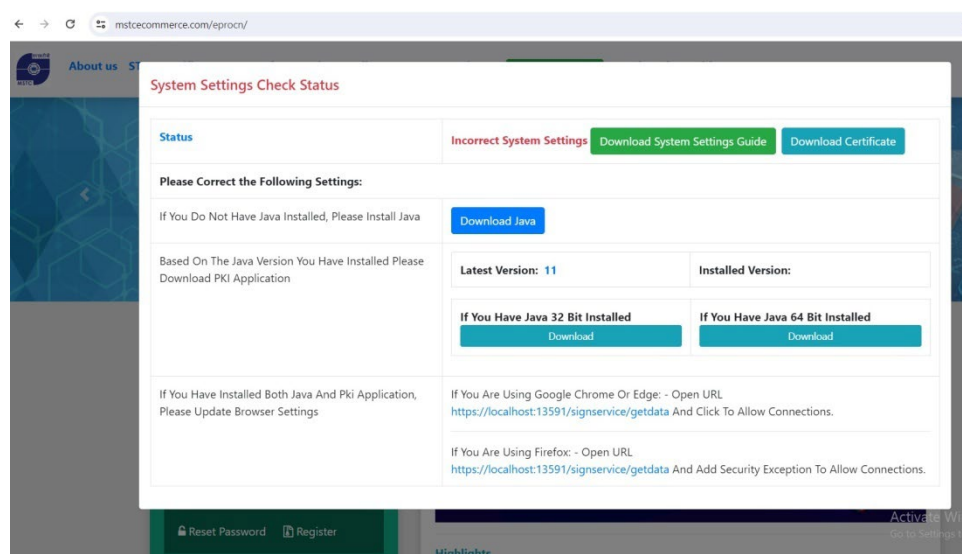 mstcecommerce.com/eprocn/
About us ST
System Settings Check Status
Status
Incorrect System Settings Download System Settings Guide Download Certificate
Please Correct the Following Settings:
If You Do Not Have Java Installed, Please Install Java
Download Java
Based On The Java Version You Have Installed Please
Download PKI Application
Latest Version: 11 Installed Version:
If You Have Java 32 Bit Installed If You Have Java 64 Bit Installed
Download Download
If You Have Installed Both Java And Pki Application,
Please Update Browser Settings
If You Are Using Google Chrome Or Edge: - Open URL
https://localhost:13591/signservice/getdata And Click To Allow Connections.
If You Are Using Firefox: - Open URL
https://localhost:13591/signservice/getdata And Add Security Exception To Allow Connections.
Reset Password Register
Activate Wi
Go to Settings t
Highlights